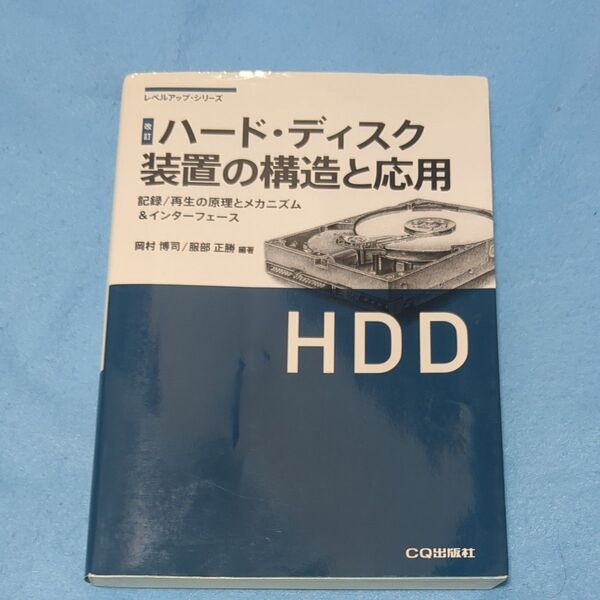 レベルアップ・シリーズ
改訂 ハード・ディスク
装置の構造と応用
記録/再生の原理とメカニズム
&インターフェース
岡村 博司/服部 正勝 編著
HDD
CQ出版社